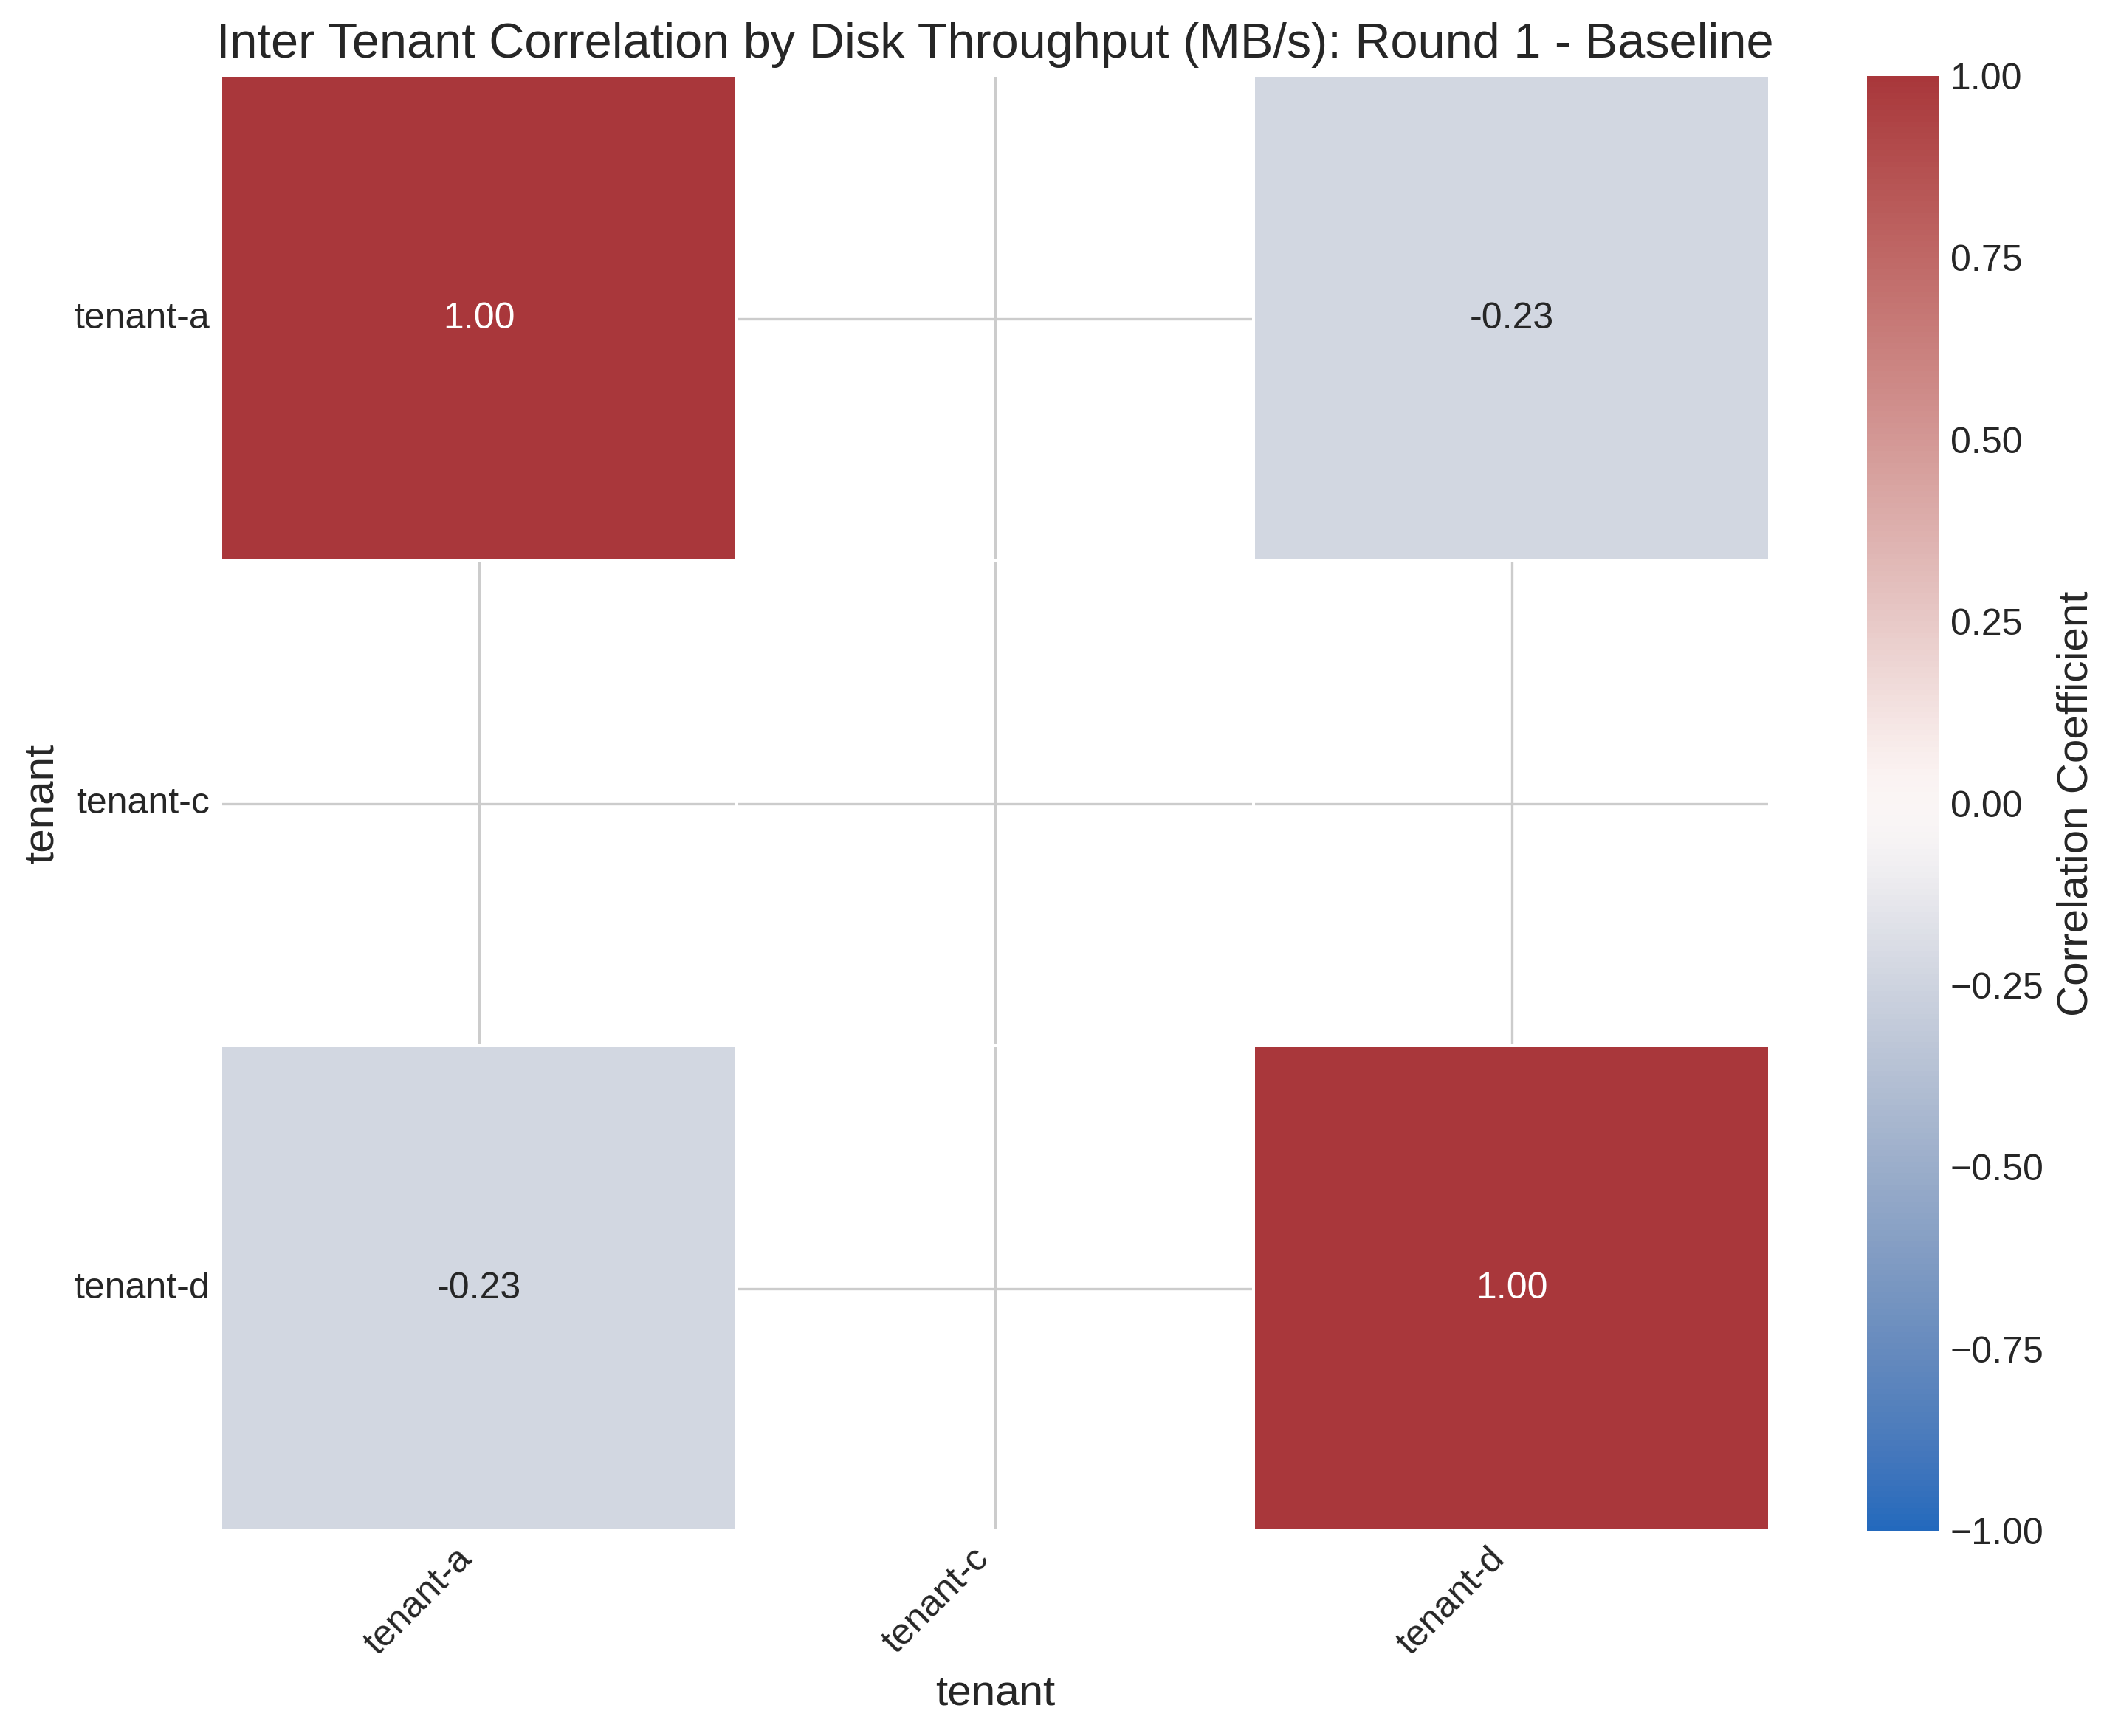 Inter Tenant Correlation by Disk Throughput (MB/s): Round 1 - Baseline
tenant
tenant-a
tenant-c
tenant-d
1.00
-0.23
-0.23
1.00
tenant-a
tenant-c
tenant-d
tenant
1.00
0.75
0.50
0.25
0.00
−0.25
−0.50
−0.75
−1.00
Correlation Coefficient